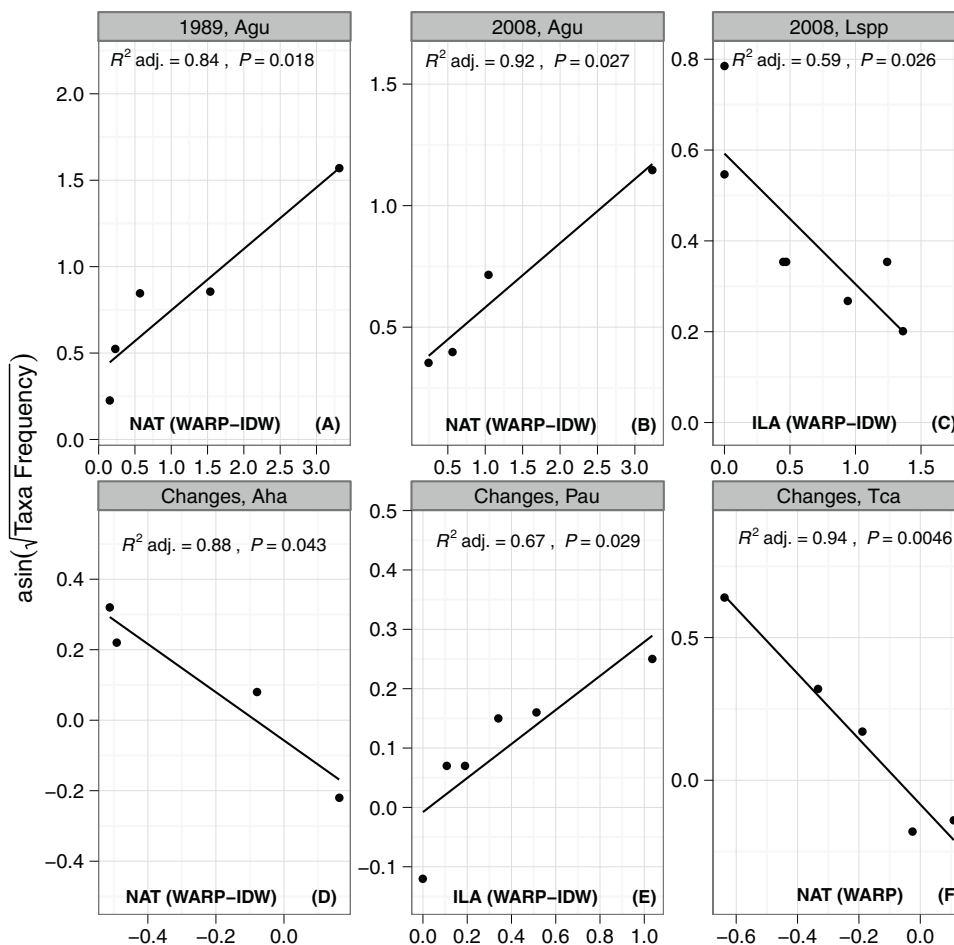 1989, Agu
2008, Agu
2008, Lspp
R² adj. = 0.84 , P = 0.018
R² adj. = 0.92 , P = 0.027
R² adj. = 0.59 , P = 0.026
2.0
1.5
1.0
0.5
0.0
1.5
1.0
0.5
0.8
0.6
0.4
0.2
0.0
NAT (WARP−IDW) (A)
NAT (WARP−IDW) (B)
ILA (WARP−IDW) (C)
0.0 0.5 1.0 1.5 2.0 2.5 3.0
0.5 1.0 1.5 2.0 2.5 3.0
0.0 0.5 1.0 1.5
asin(√Taxa Frequency)
Changes, Aha
Changes, Pau
Changes, Tca
R² adj. = 0.88 , P = 0.043
R² adj. = 0.67 , P = 0.029
R² adj. = 0.94 , P = 0.0046
0.4
0.2
0.0
−0.2
−0.4
0.5
0.4
0.3
0.2
0.1
0.0
−0.1
0.5
0.0
NAT (WARP−IDW) (D)
ILA (WARP−IDW) (E)
NAT (WARP) (F
−0.4 −0.2 0.0
0.0 0.2 0.4 0.6 0.8 1.0
−0.6 −0.4 −0.2 0.0